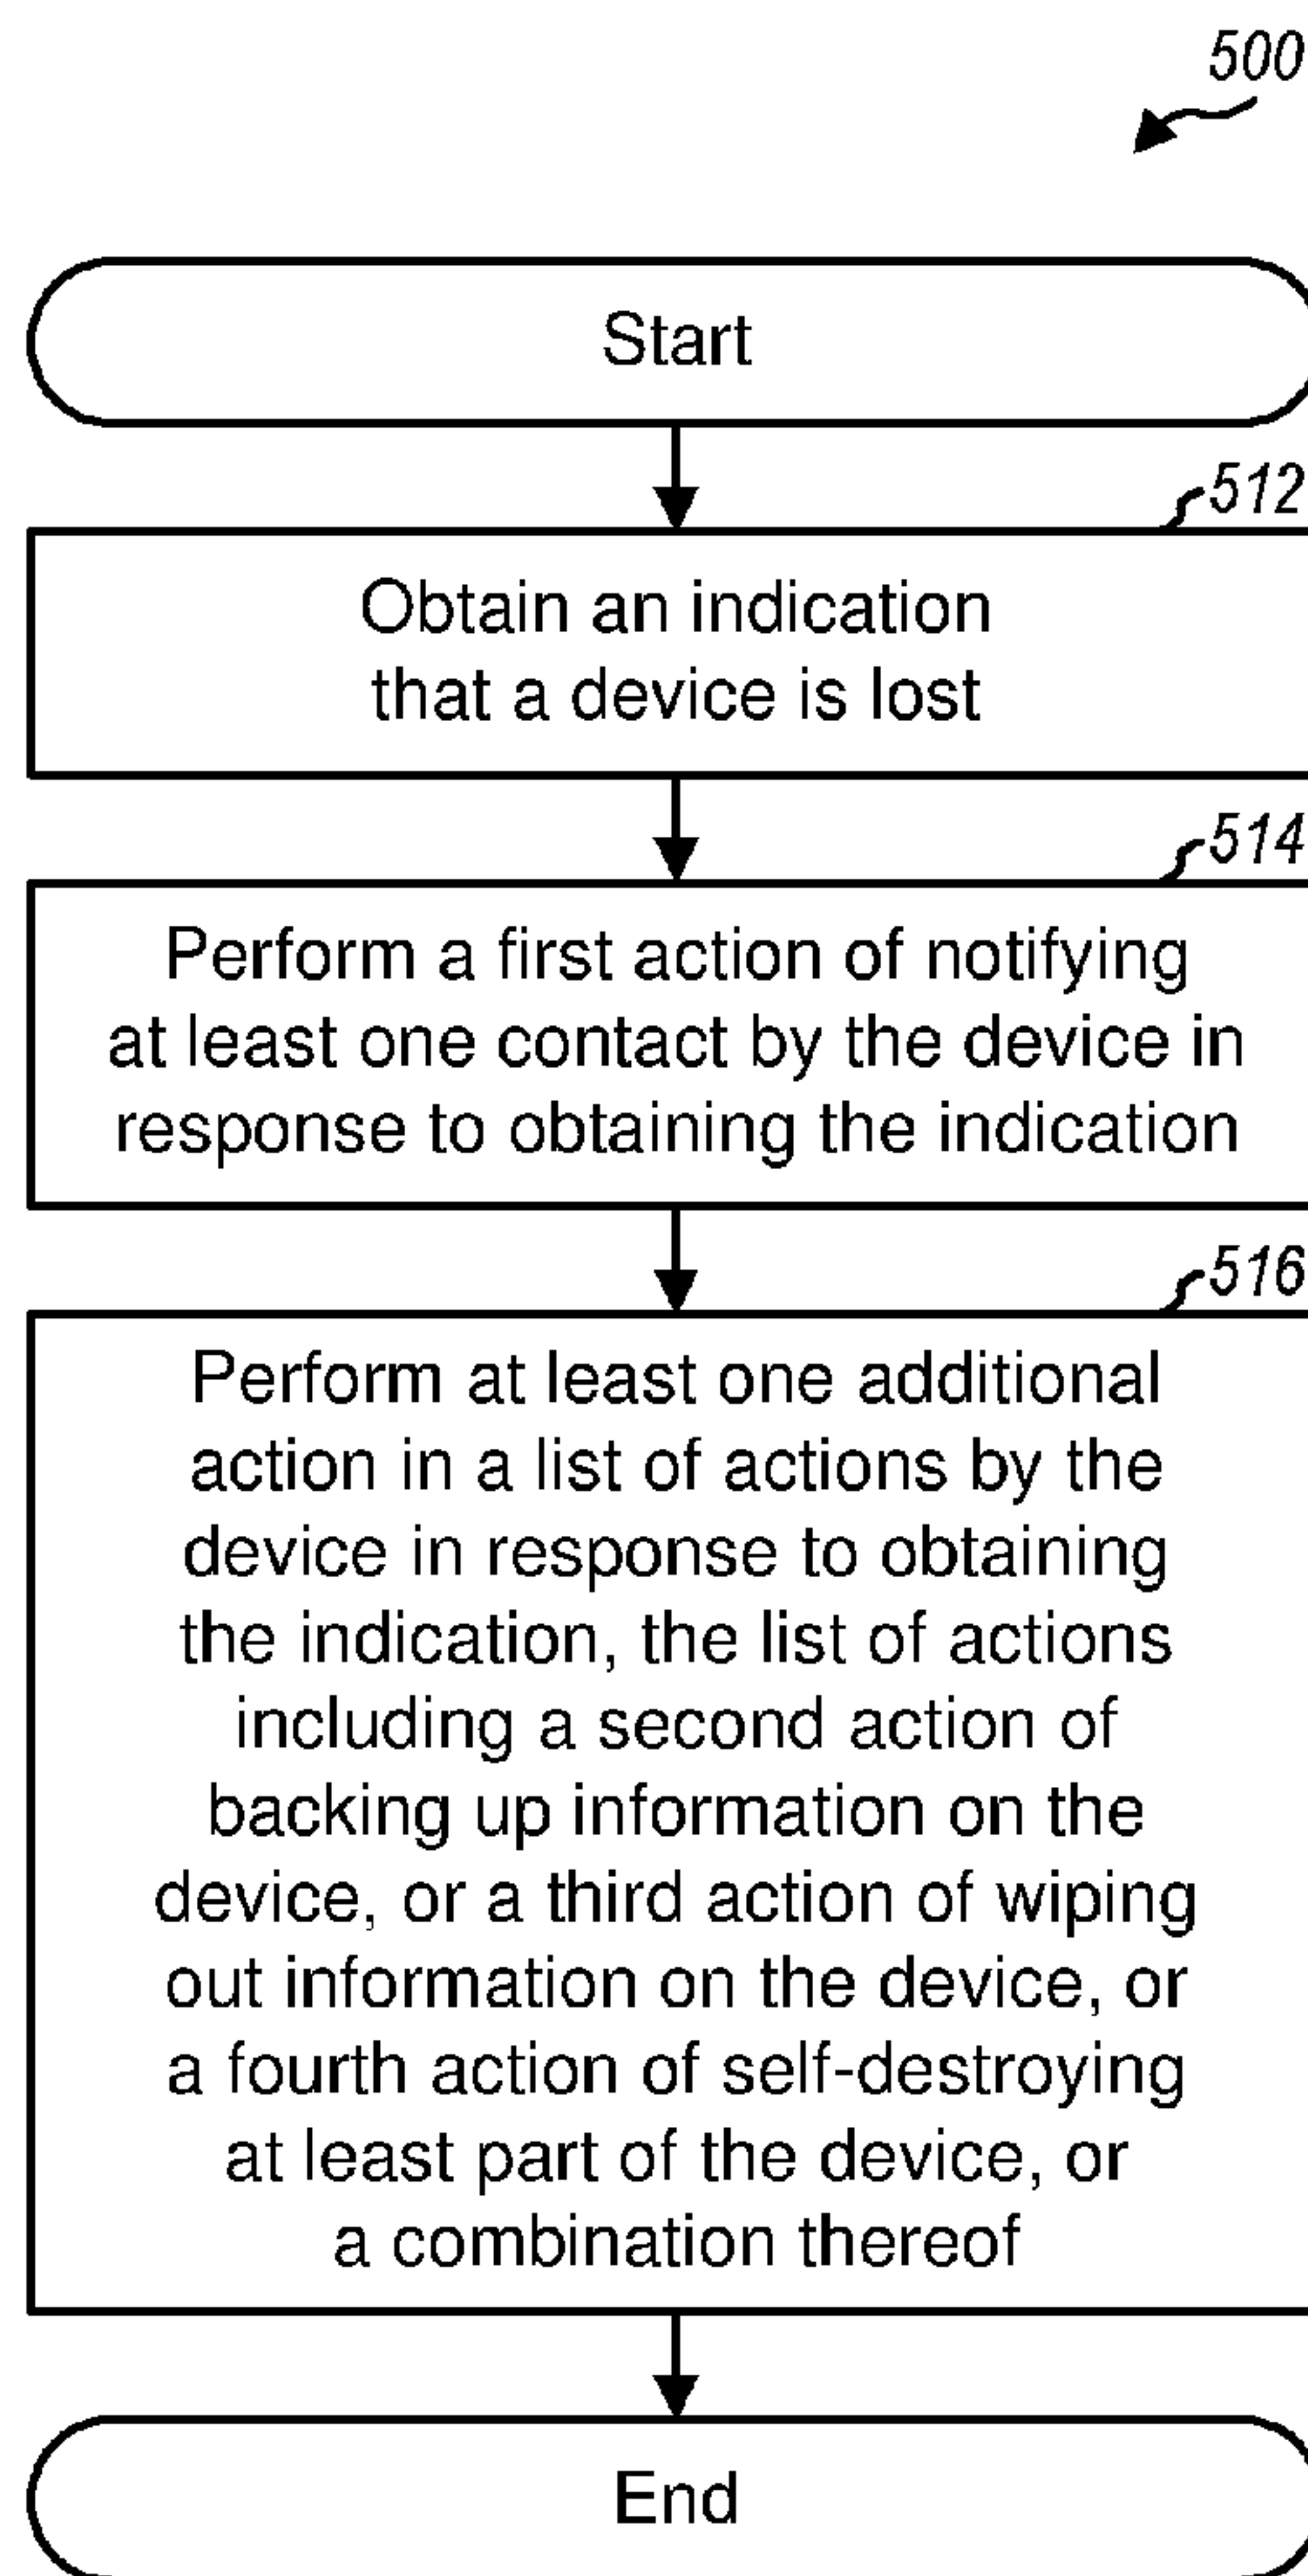 500
Start
512
Obtain an indication
that a device is lost
514
Perform a first action of notifying
at least one contact by the device in
response to obtaining the indication
516
Perform at least one additional
action in a list of actions by the
device in response to obtaining
the indication, the list of actions
including a second action of
backing up information on the
device, or a third action of wiping
out information on the device, or
a fourth action of self-destroying
at least part of the device, or
a combination thereof
End